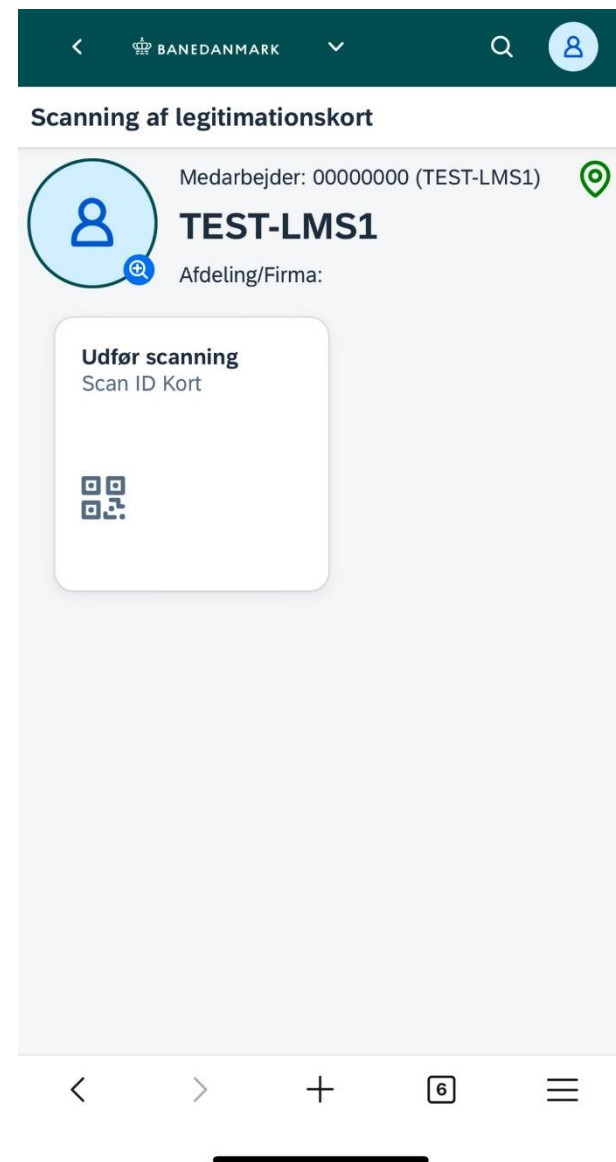 BANEDANMARK
Scanning af legitimationskort
Medarbejder: 00000000 (TEST-LMS1)
TEST-LMS1
Afdeling/Firma:
Udfør scanning
Scan ID Kort
6